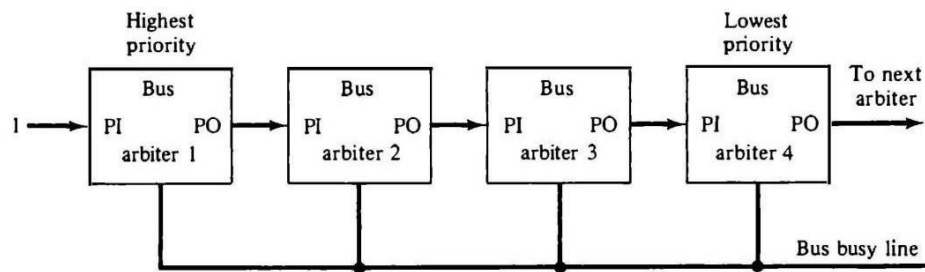 Highest
priority
Lowest
priority
To next
arbiter
1
Bus
PI PO
arbiter 1
Bus
PI PO
arbiter 2
Bus
PI PO
arbiter 3
Bus
PI PO
arbiter 4
Bus busy line